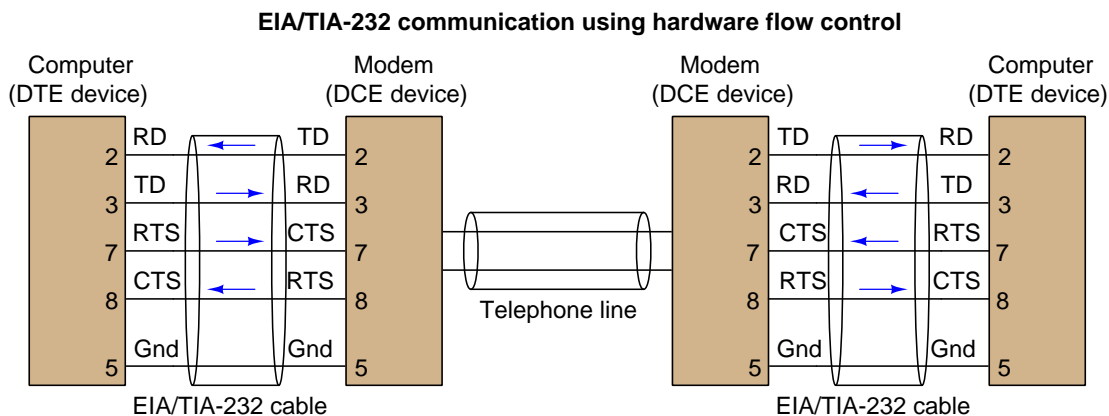 EIA/TIA-232 communication using hardware flow control
Computer
(DTE device)
Modem
(DCE device)
Modem
(DCE device)
Computer
(DTE device)
RD TD
2 2
TD RD
3 3
RTS CTS
7 7
CTS RTS
8 8
Gnd Gnd
5 5
EIA/TIA-232 cable
Telephone line
TD RD
2 2
RD TD
3 3
CTS RTS
7 7
RTS CTS
8 8
Gnd Gnd
5 5
EIA/TIA-232 cable